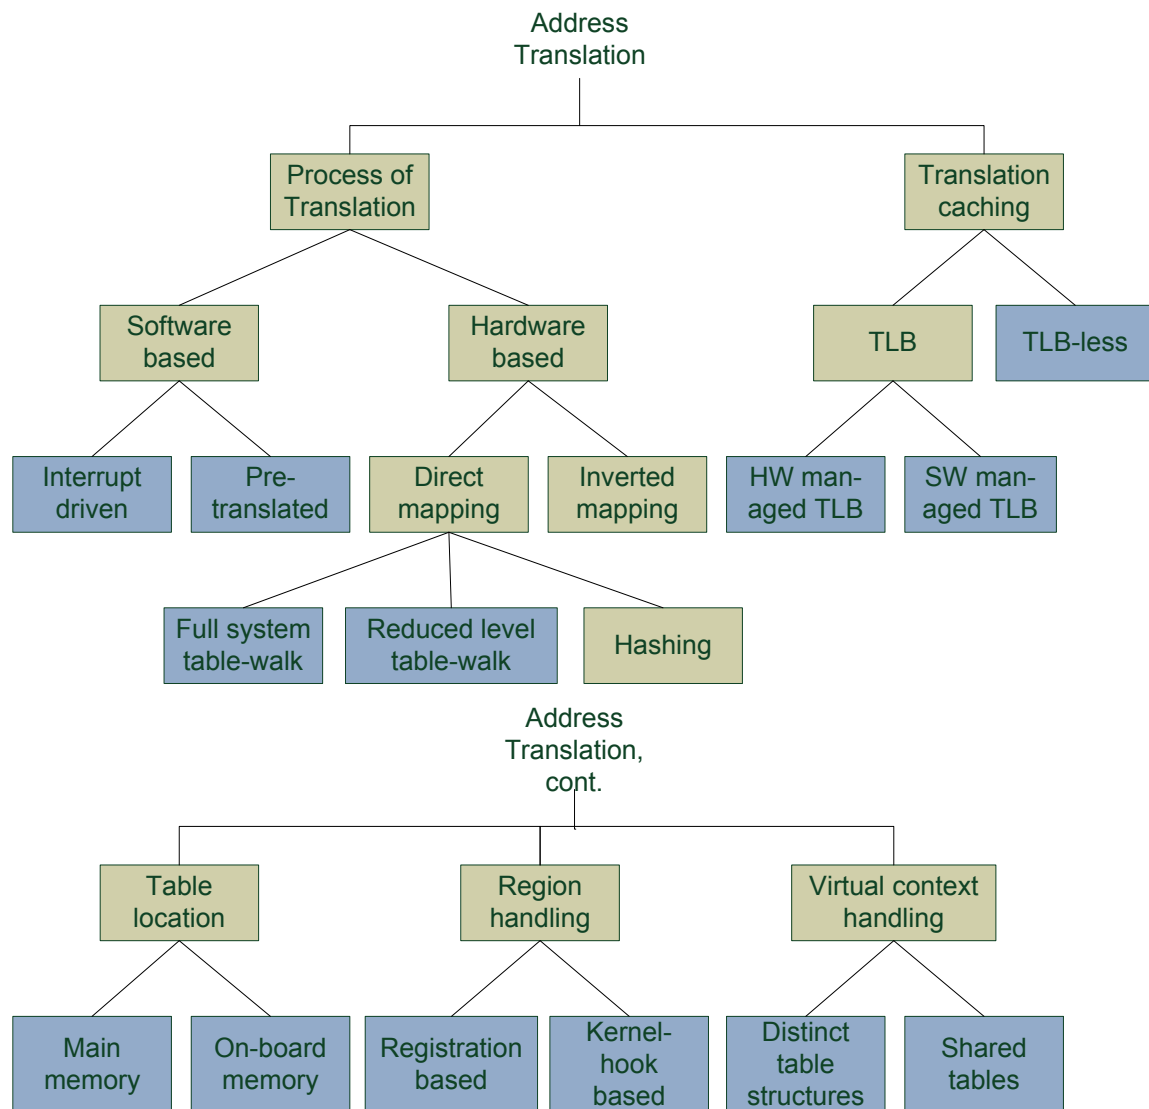 Address
Translation
Process of
Translation
Translation
caching
Software
based
Hardware
based
TLB
TLB-less
Interrupt
driven
Pre-
translated
Direct
mapping
Inverted
mapping
HW man-
aged TLB
SW man-
aged TLB
Full system
table-walk
Reduced level
table-walk
Hashing
Address
Translation,
cont.
Table
location
Region
handling
Virtual context
handling
Main
memory
On-board
memory
Registration
based
Kernel-
hook
based
Distinct
table
structures
Shared
tables